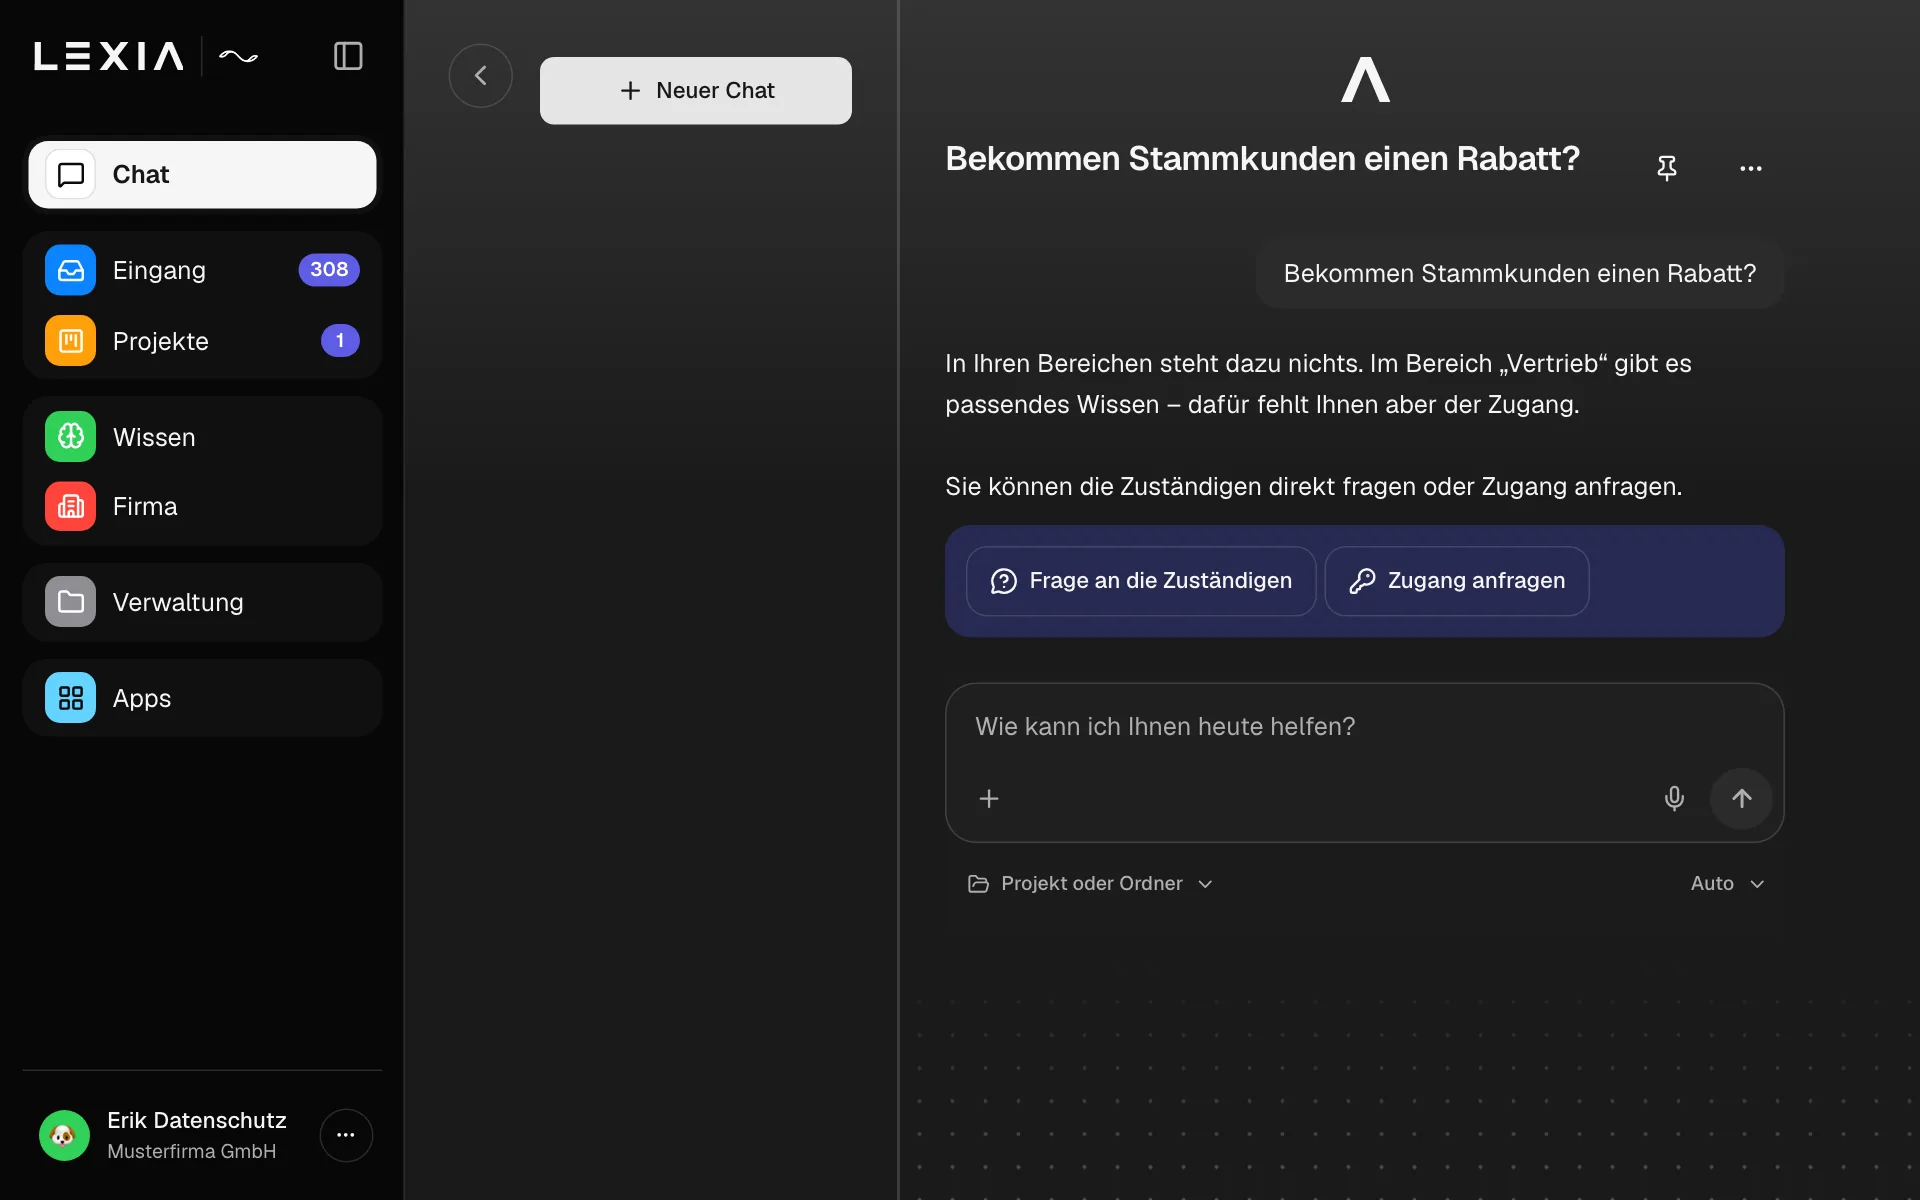 LEXIA
Chat
Eingang
308
Projekte
1
Wissen
Firma
Verwaltung
Apps
Erik Datenschutz
Musterfirma GmbH
Neuer Chat
Bekommen Stammkunden einen Rabatt?
Bekommen Stammkunden einen Rabatt?
In Ihren Bereichen steht dazu nichts. Im Bereich „Vertrieb“ gibt es
passendes Wissen – dafür fehlt Ihnen aber der Zugang.
Sie können die Zuständigen direkt fragen oder Zugang anfragen.
Frage an die Zuständigen
Zugang anfragen
Wie kann ich Ihnen heute helfen?
Projekt oder Ordner
Auto